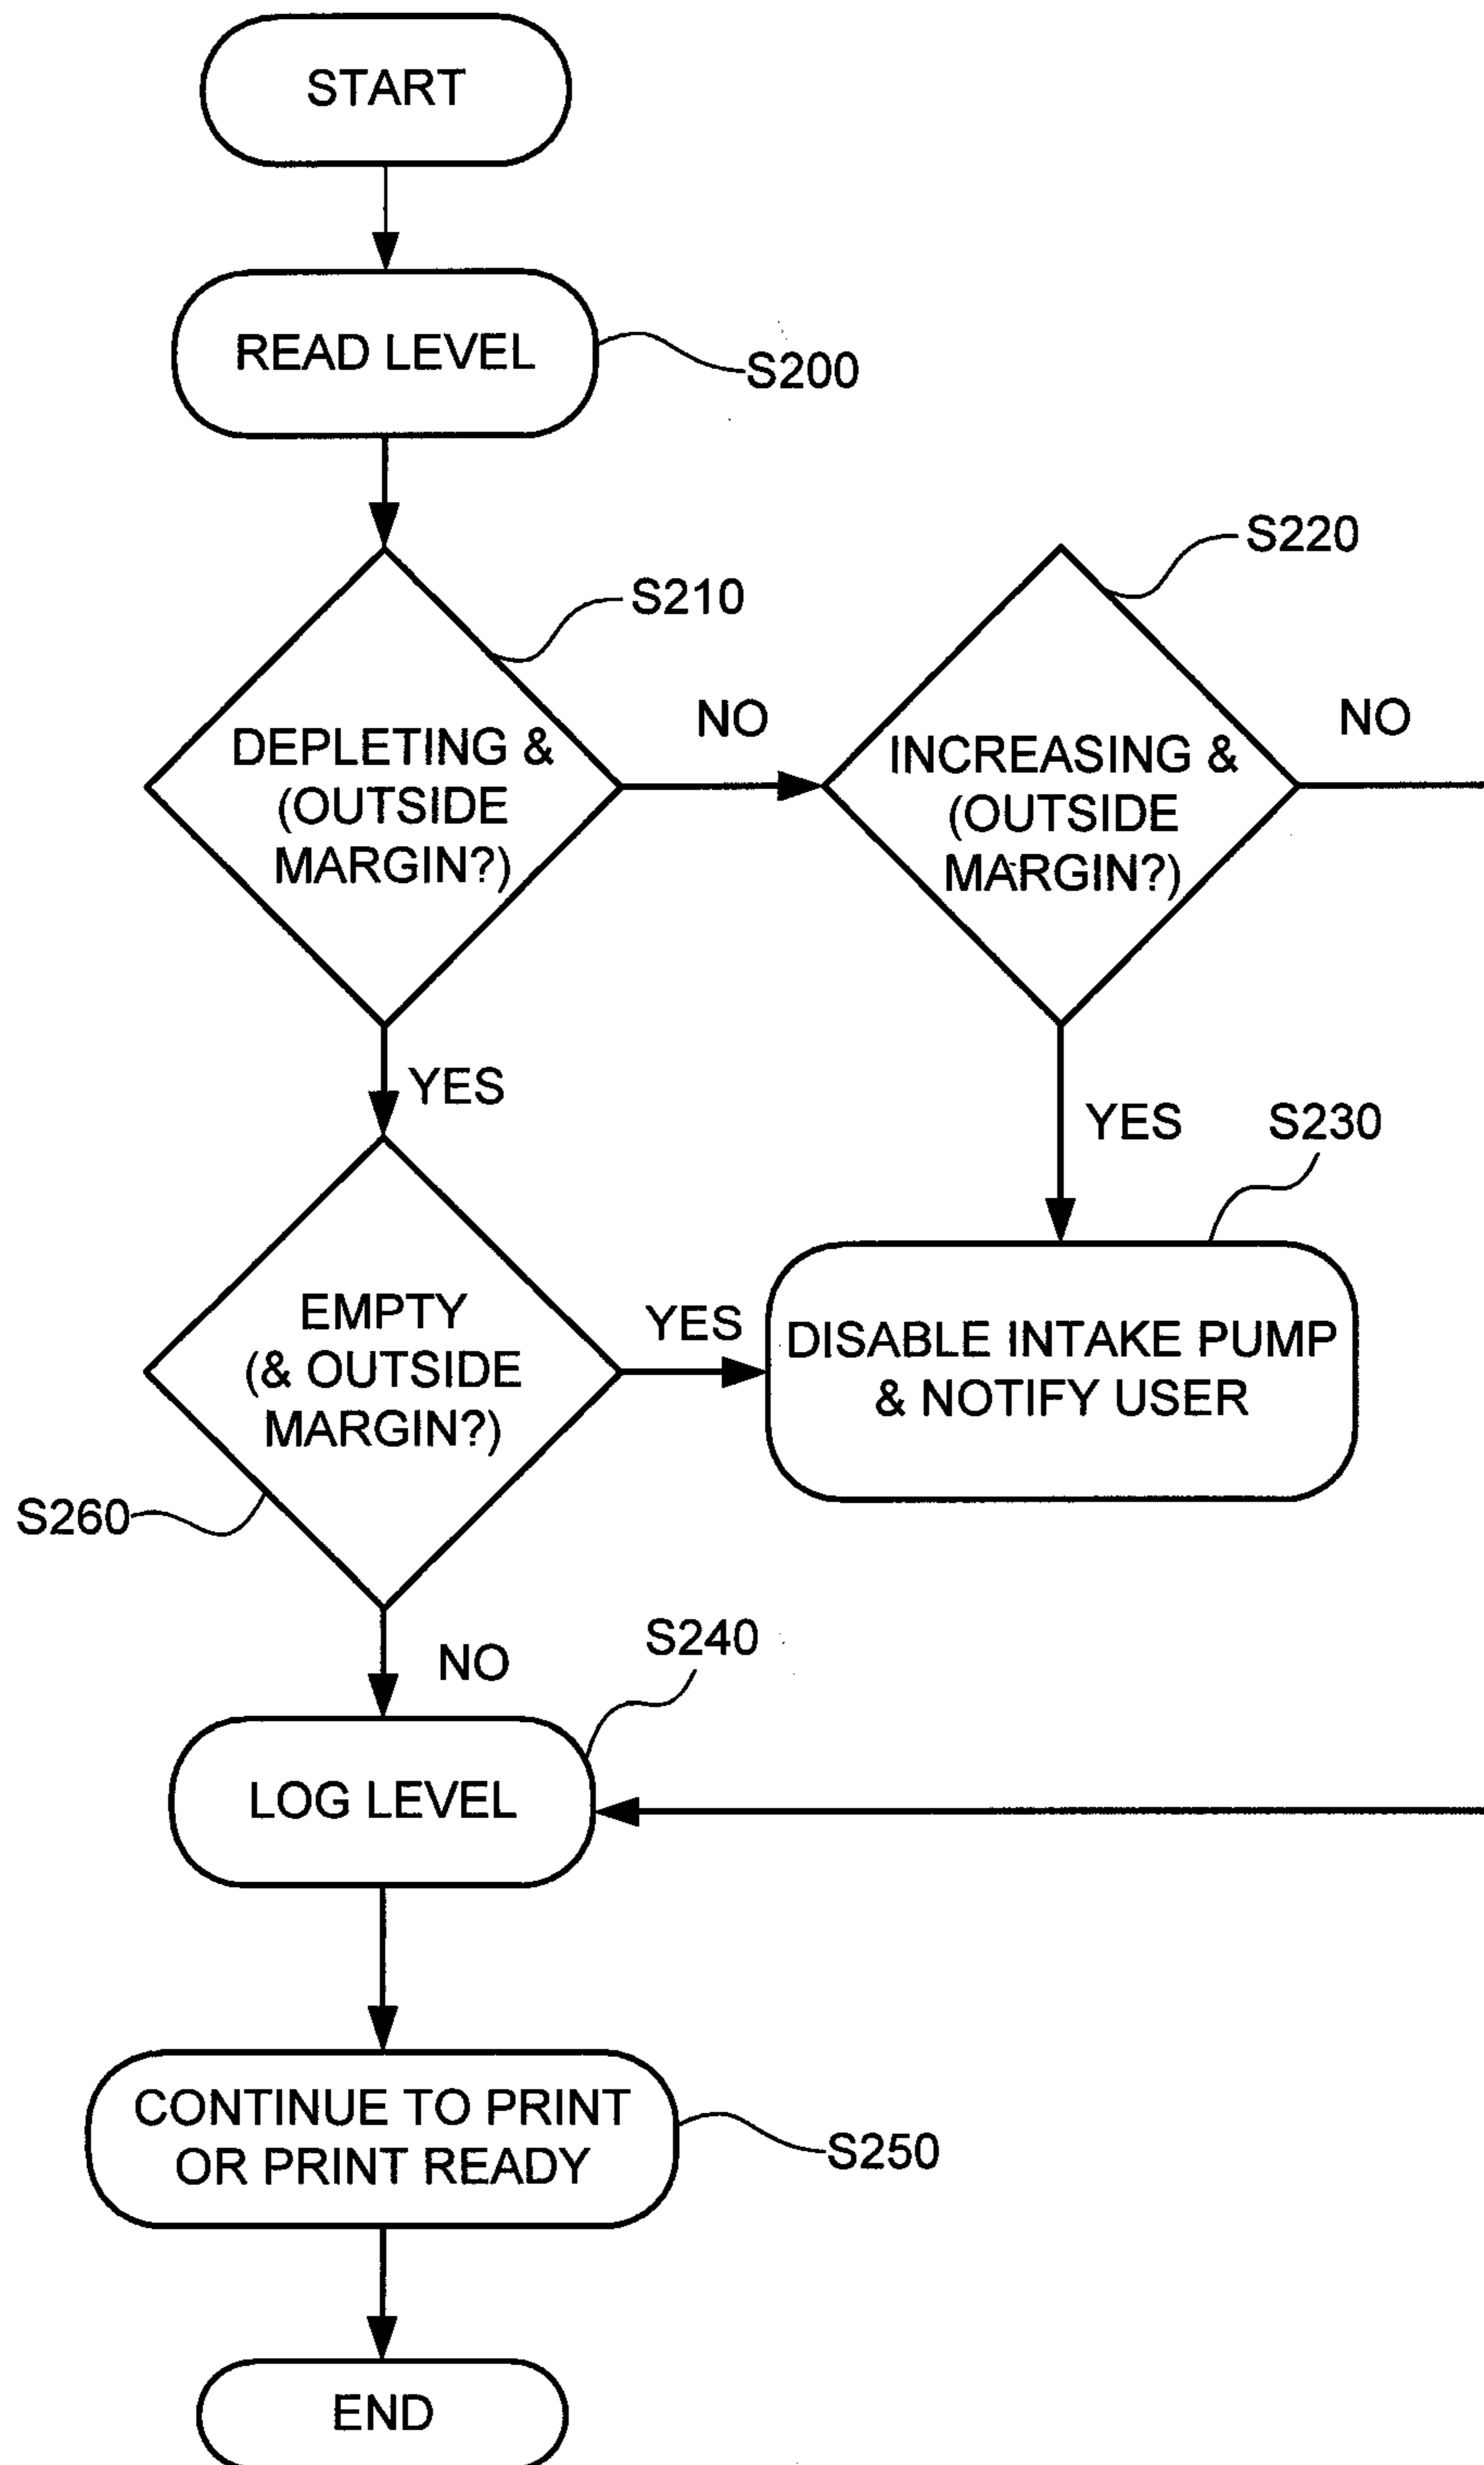 START
READ LEVEL
S200
S210
S220
DEPLETING &
(OUTSIDE
MARGIN?)
NO
INCREASING &
(OUTSIDE
MARGIN?)
NO
YES
YES
S230
EMPTY
(& OUTSIDE
MARGIN?)
YES
DISABLE INTAKE PUMP
& NOTIFY USER
S260
NO
S240
LOG LEVEL
CONTINUE TO PRINT
OR PRINT READY
S250
END